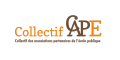 Collectif CAPE
Collectif des associations partenaires de l'école publique